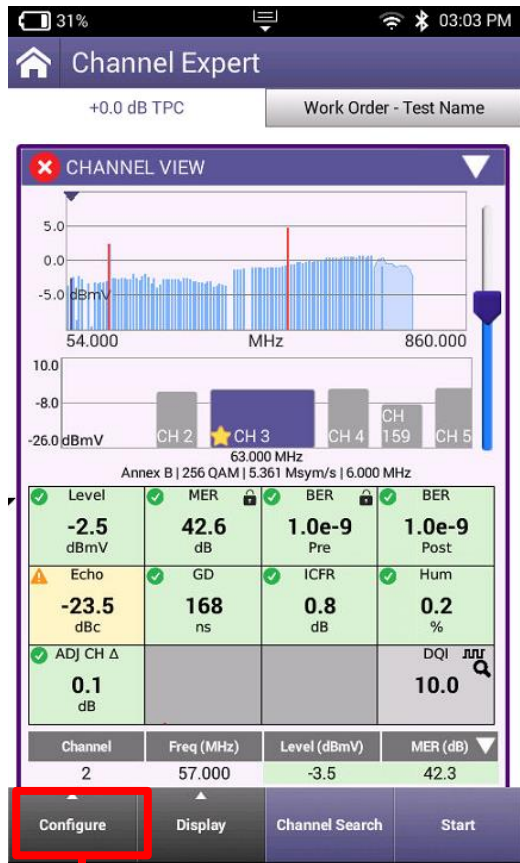 31%
03:03 PM
Channel Expert
+0.0 dB TPC
Work Order - Test Name
CHANNEL VIEW
5.0
0.0
-5.0 dBmV
54.000 MHz 860.000
10.0
-8.0
-26.0 dBmV
CH 2 CH 3 CH 4 CH 159 CH 5
63.000 MHz
Annex B | 256 QAM | 5.361 Msym/s | 6.000 MHz
Level MER BER BER
-2.5 42.6 1.0e-9 1.0e-9
dBmV dB Pre Post
Echo GD ICFR Hum
-23.5 168 0.8 0.2
dBc ns dB %
ADJ CH Δ DQI
0.1 10.0
dB
Channel Freq (MHz) Level (dBmV) MER (dB)
2 57.000 -3.5 42.3
Configure Display Channel Search Start